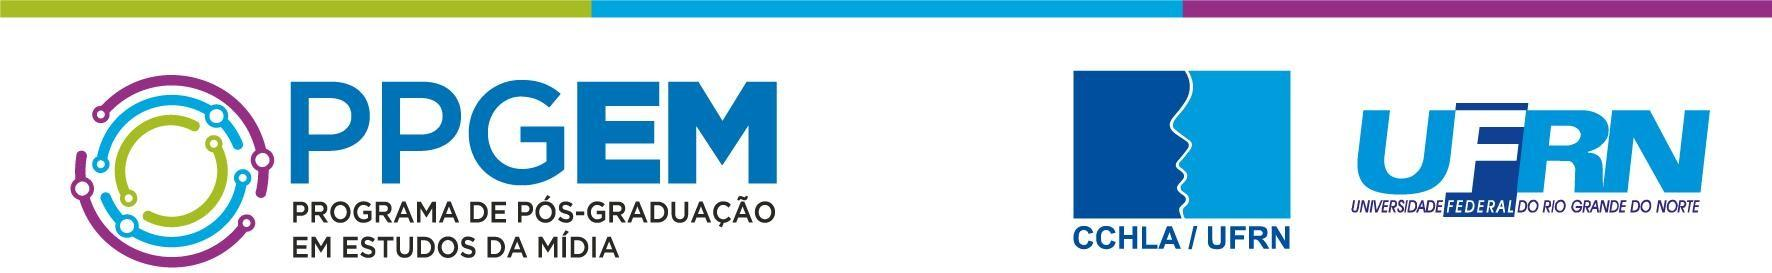 PPGEM
PROGRAMA DE PÓS-GRADUAÇÃO
EM ESTUDOS DA MÍDIA
CCHLA / UFRN
UFRN
UNIVERSIDADE FEDERAL DO RIO GRANDE DO NORTE